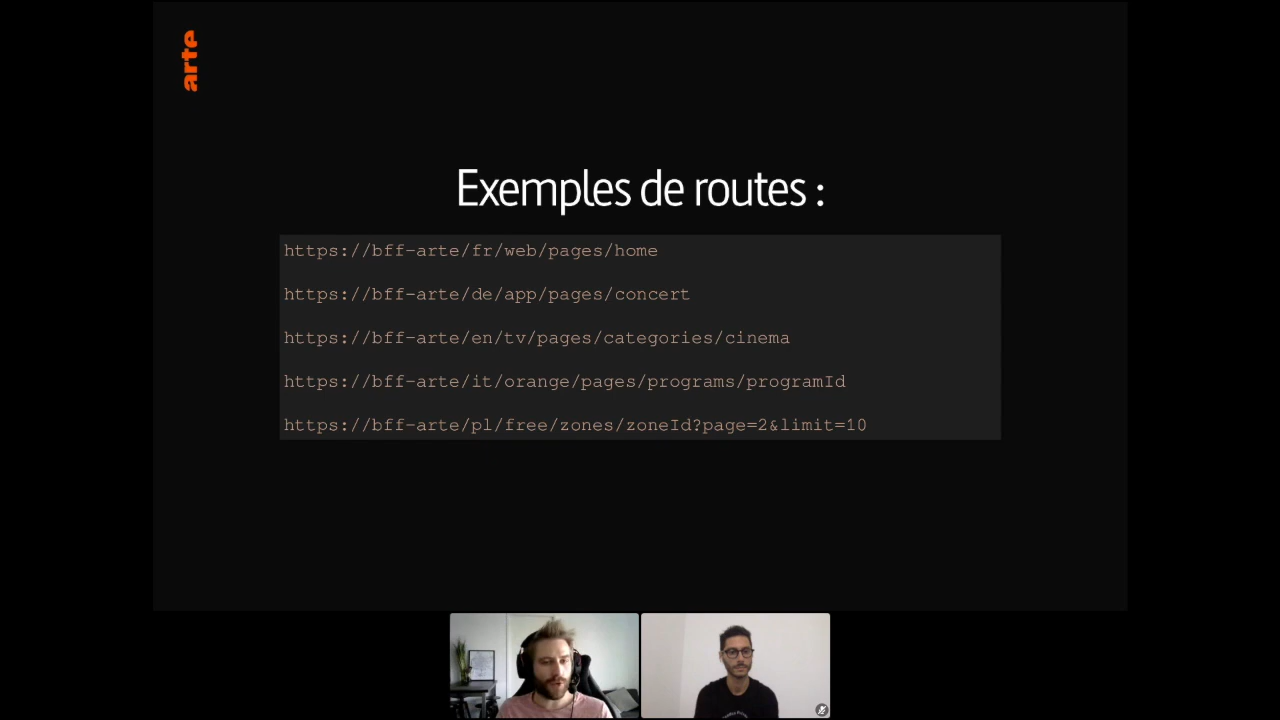 arte
Exemples de routes :
https://bff-arte/fr/web/pages/home
https://bff-arte/de/app/pages/concert
https://bff-arte/en/tv/pages/categories/cinema
https://bff-arte/it/orange/pages/programs/programId
https://bff-arte/pl/free/zones/zoneId?page=2&limit=10